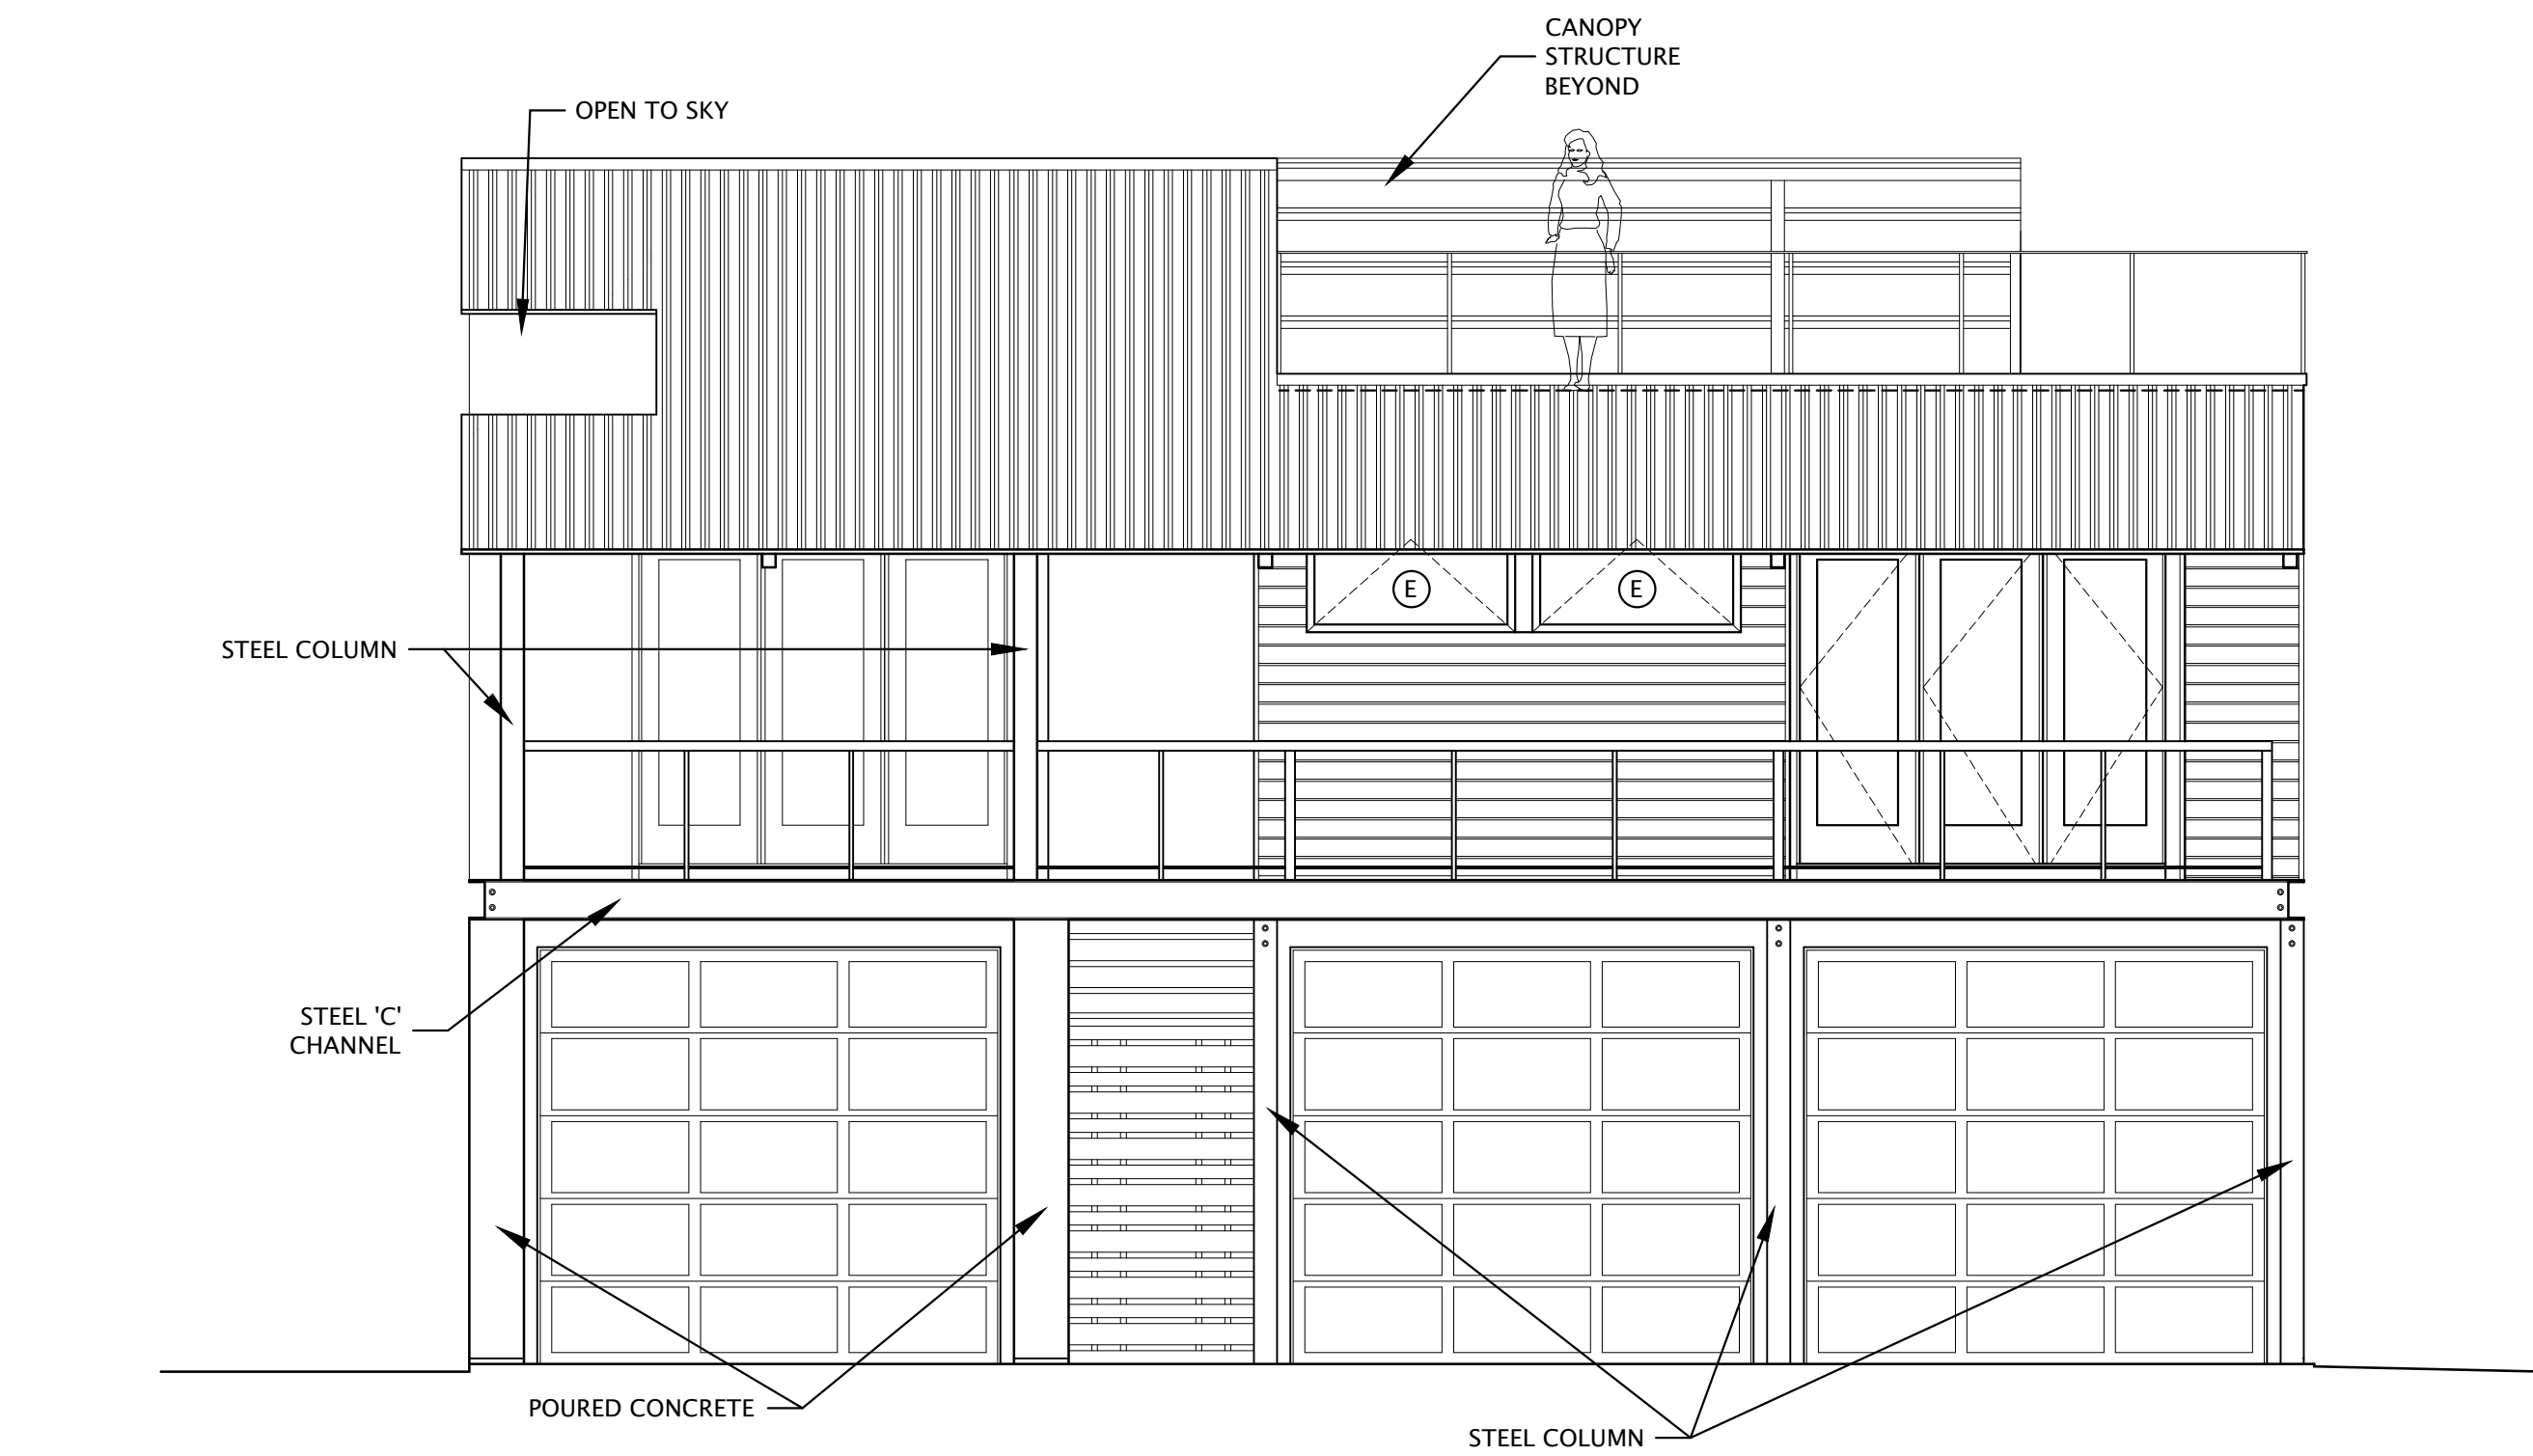 CANOPY
STRUCTURE
BEYOND
OPEN TO SKY
E
E
STEEL COLUMN
STEEL 'C'
CHANNEL
POURED CONCRETE
STEEL COLUMN